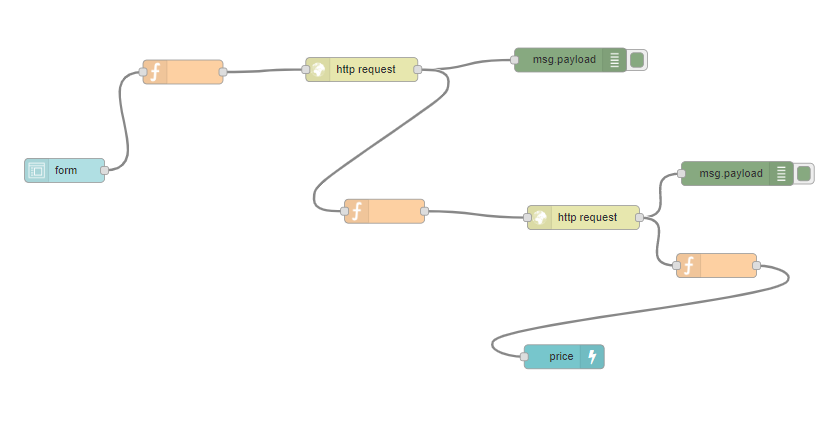 msg.payload
http request
form
msg.payload
http request
price